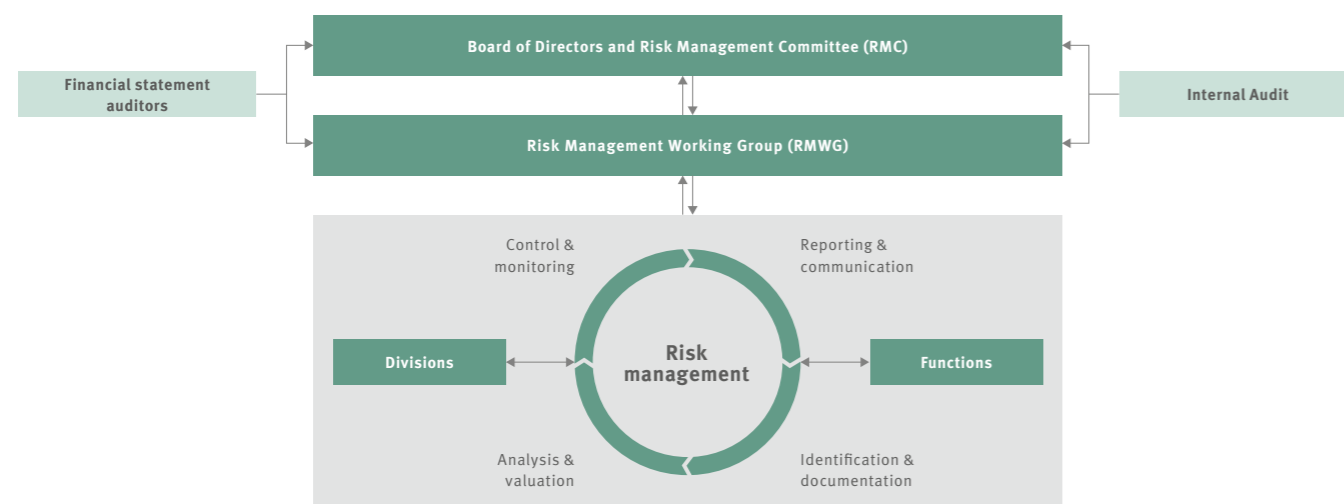 Board of Directors and Risk Management Committee (RMC)
Financial statement
auditors
Internal Audit
Risk Management Working Group (RMWG)
Control &
monitoring
Reporting &
communication
Divisions
Risk
management
Functions
Analysis &
valuation
Identification &
documentation